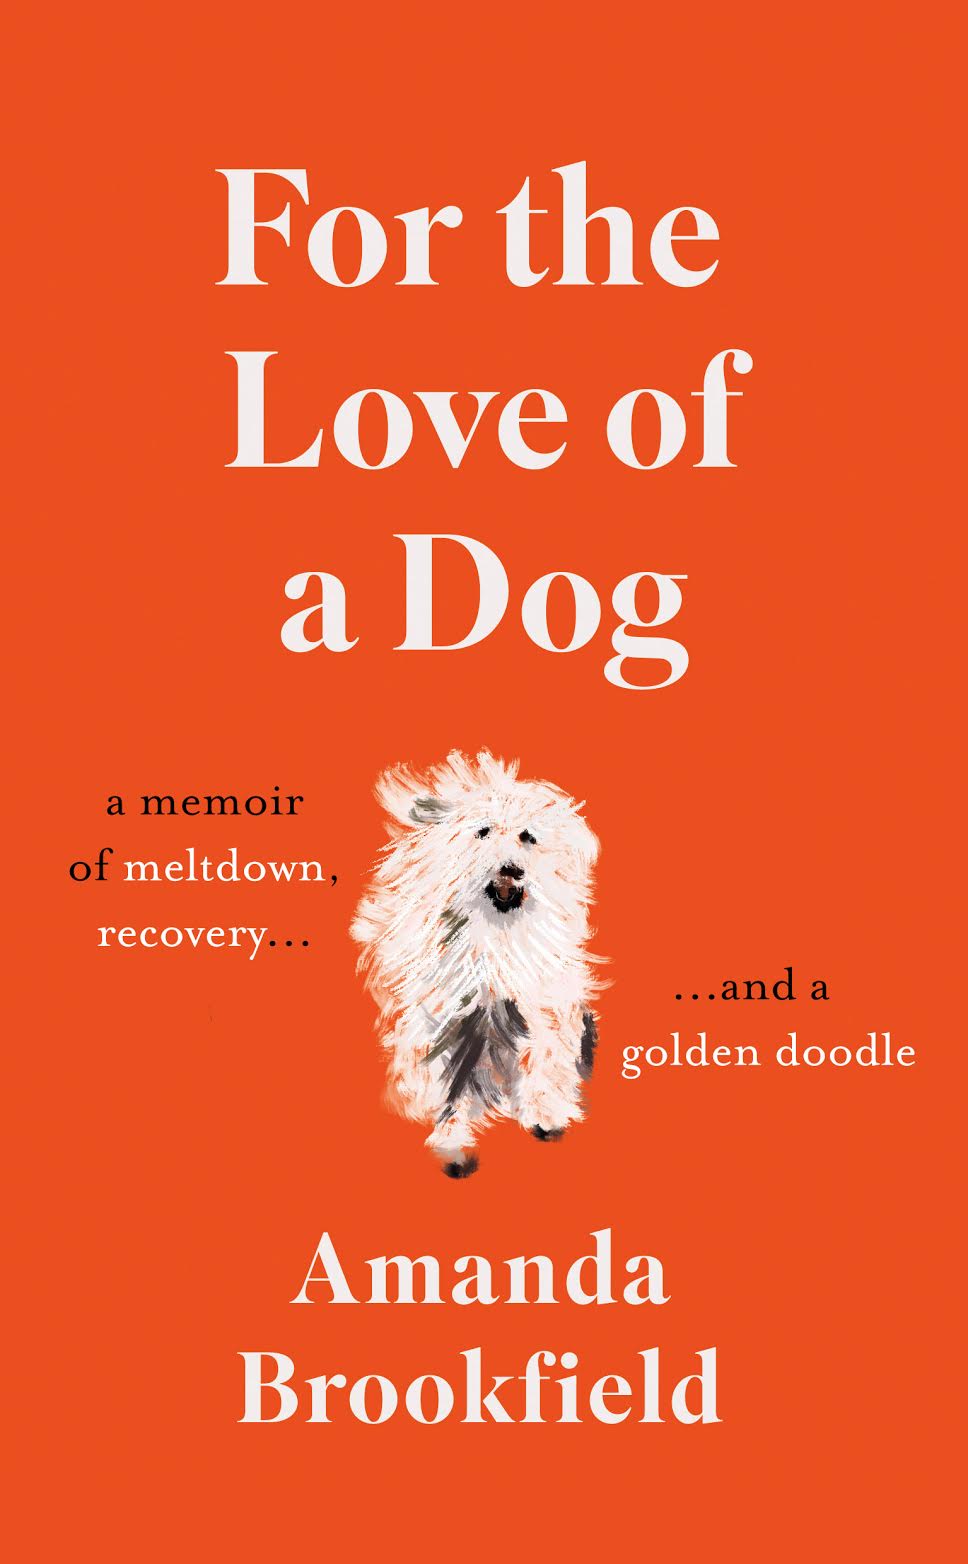 For the
Love of
a Dog
a memoir
of meltdown,
recovery...
...and a
golden doodle
Amanda
Brookfield